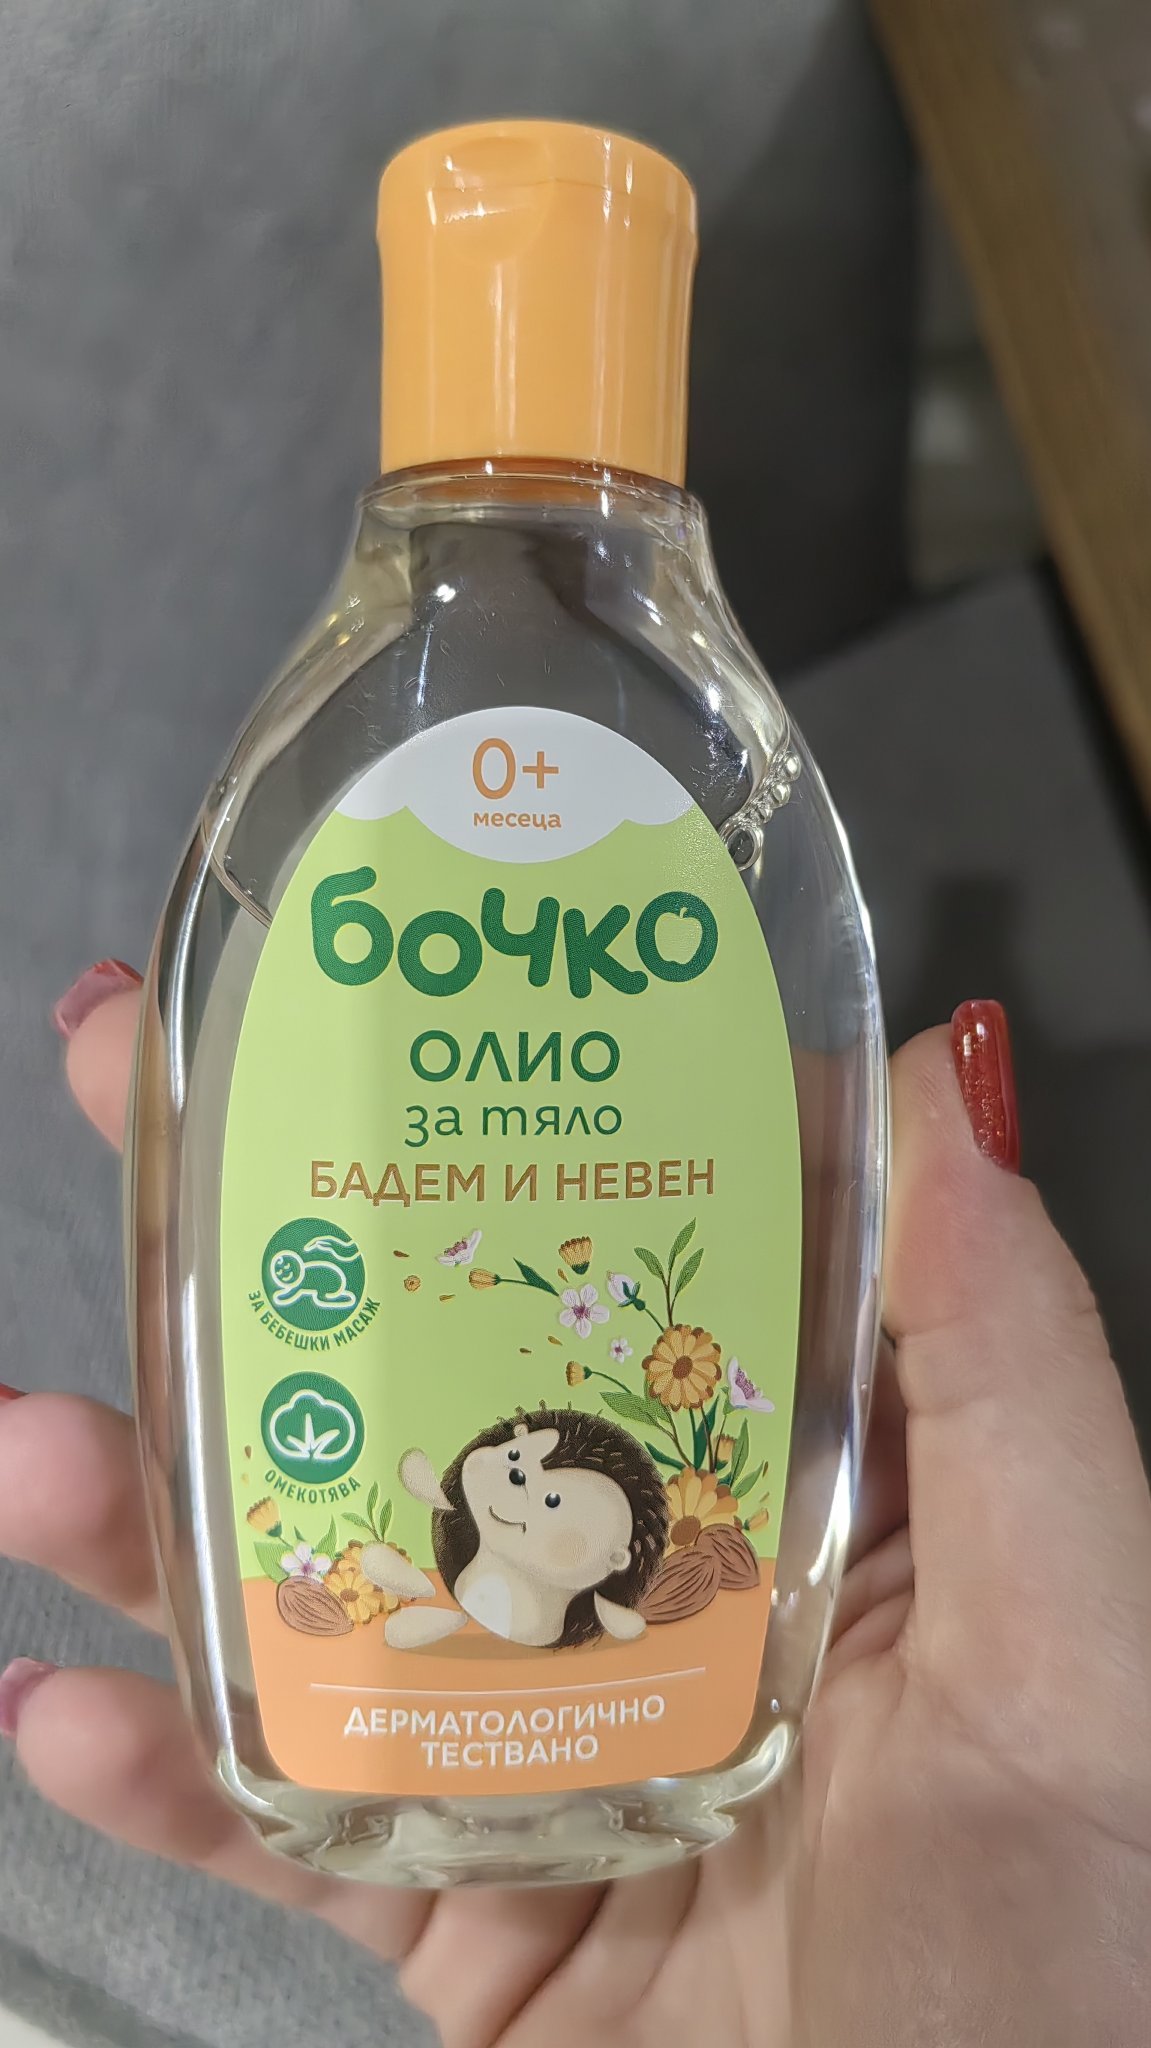 0+
месеца
бочко
ОЛИО
за тяло
БАДЕМ И НЕВЕН
ЗА БЕБЕШКИ МАСАЖ
ОМЕКОТЯВА
ДЕРМАТОЛОГИЧНО
ТЕСТВАНО